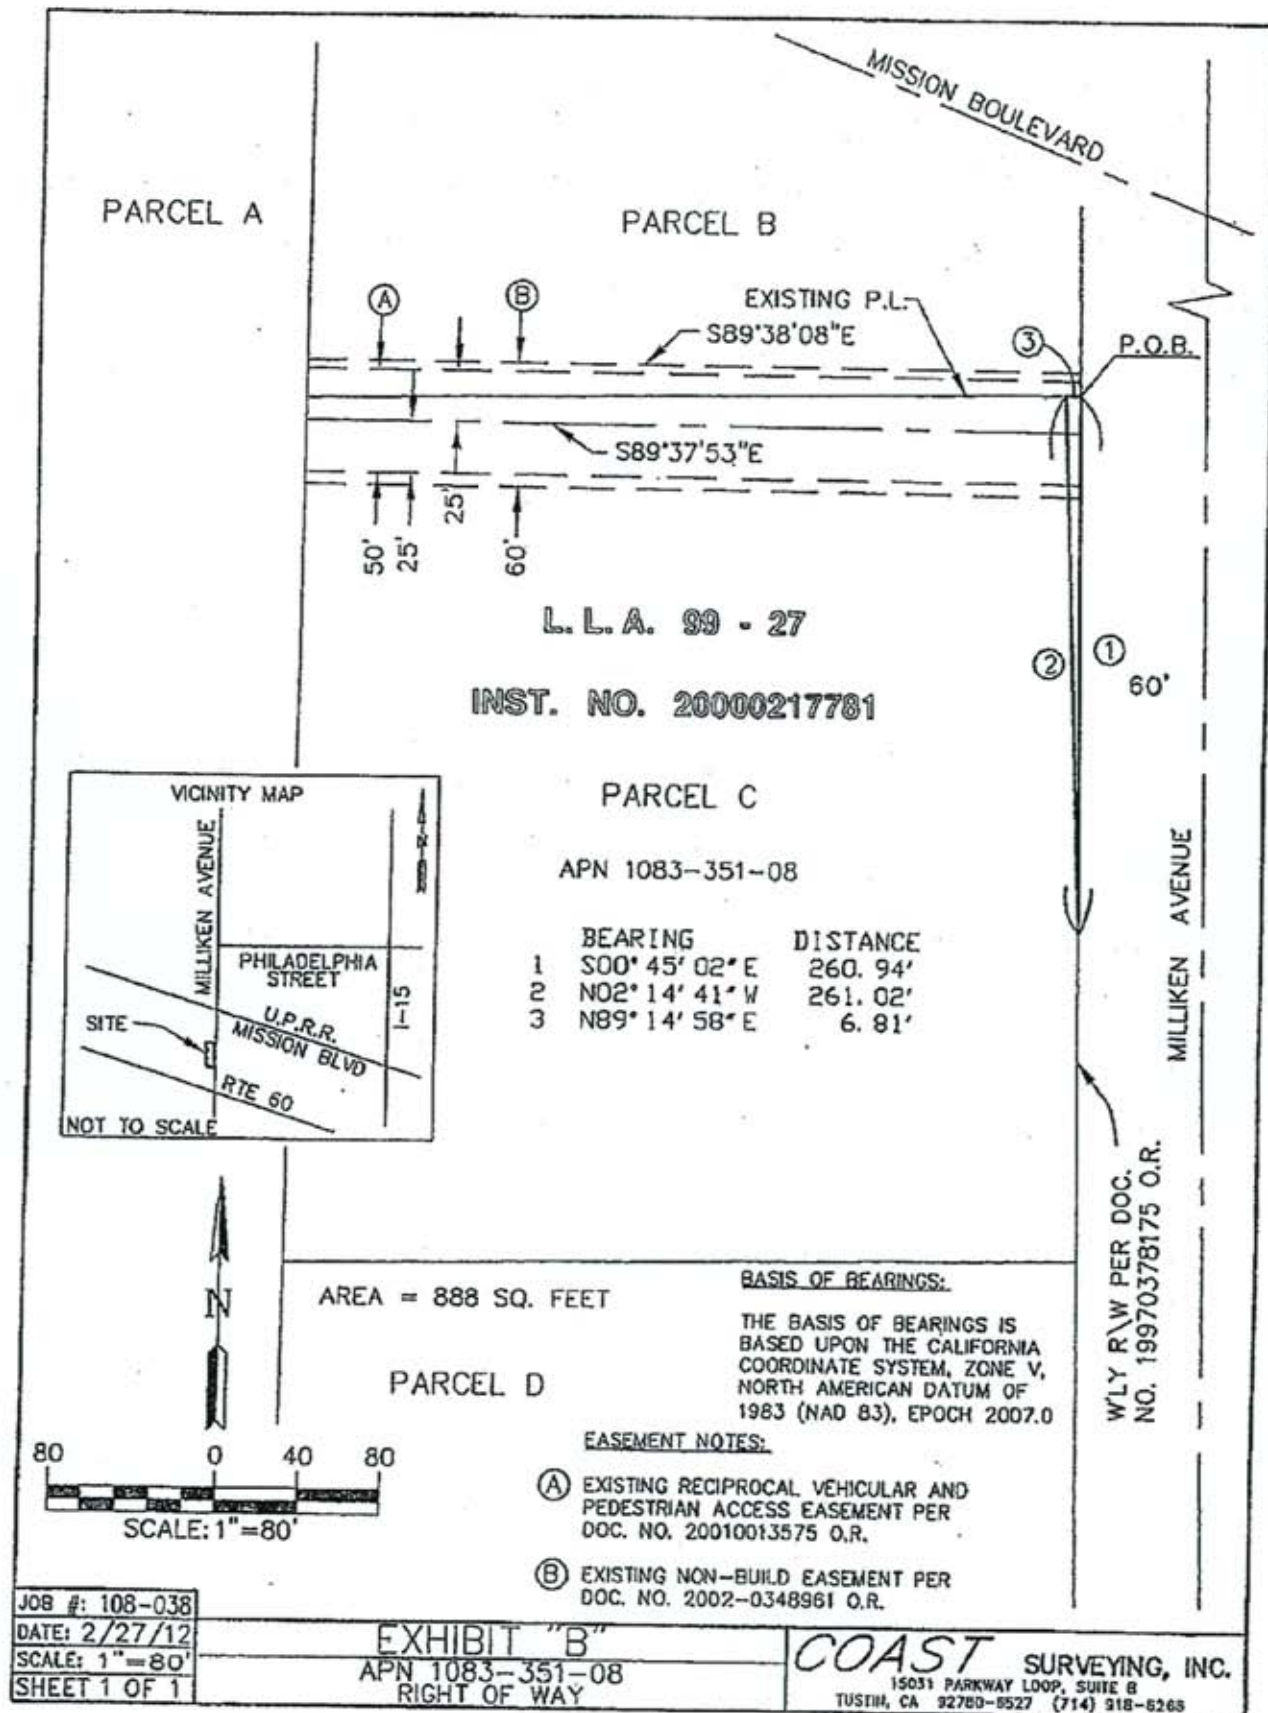 MISSION BOULEVARD
PARCEL A
PARCEL B
A
B
EXISTING P.L.
S89°38'08"E
3
P.O.B.
S89°37'53"E
50'
25'
25'
60'
L.L.A. 99 - 27
INST. NO. 20000217781
2
1
60'
PARCEL C
APN 1083-351-08
BEARING DISTANCE
1 S00°45'02"E 260.94'
2 N02°14'41"W 261.02'
3 N89°14'58"E 6.81'
MILLIKEN AVENUE
W'LY R\W PER DOC.
NO. 19970378175 O.R.
VICINITY MAP
MILLIKEN AVENUE
PHILADELPHIA
STREET
I-15
U.P.R.R.
MISSION BLVD
SITE
RTE 60
NOT TO SCALE
N
AREA = 888 SQ. FEET
PARCEL D
BASIS OF BEARINGS:
THE BASIS OF BEARINGS IS
BASED UPON THE CALIFORNIA
COORDINATE SYSTEM, ZONE V,
NORTH AMERICAN DATUM OF
1983 (NAD 83), EPOCH 2007.0
EASEMENT NOTES:
A EXISTING RECIPROCAL VEHICULAR AND
PEDESTRIAN ACCESS EASEMENT PER
DOC. NO. 20010013575 O.R.
B EXISTING NON-BUILD EASEMENT PER
DOC. NO. 2002-0348961 O.R.
80 0 40 80
SCALE: 1"=80'
JOB #: 108-038
DATE: 2/27/12
SCALE: 1"=80'
SHEET 1 OF 1
EXHIBIT "B"
APN 1083-351-08
RIGHT OF WAY
COAST SURVEYING, INC.
15031 PARKWAY LOOP, SUITE B
TUSTIN, CA 92780-6527 (714) 918-6266